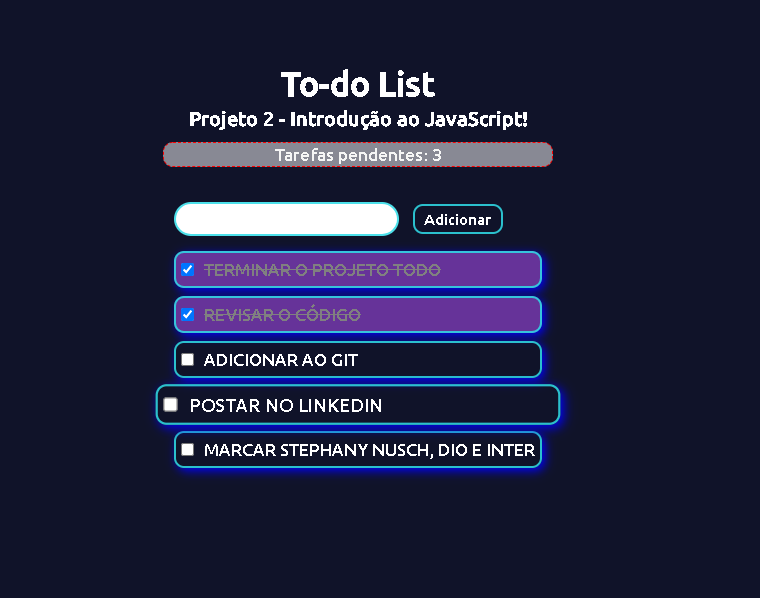 To-do List
Projeto 2 - Introdução ao JavaScript!
Tarefas pendentes: 3
Adicionar
TERMINAR O PROJETO TODO
REVISAR O CÓDIGO
ADICIONAR AO GIT
POSTAR NO LINKEDIN
MARCAR STEPHANY NUSCH, DIO E INTER